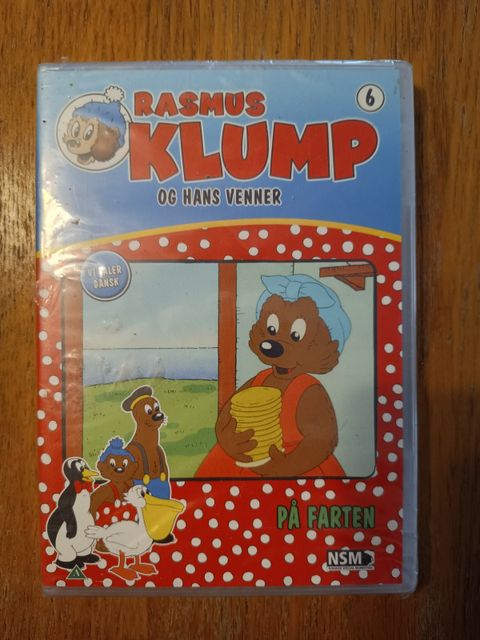 RASMUS
KLUMP
6
OG HANS VENNER
VI TALER
DANSK
PÅ FARTEN
NSM